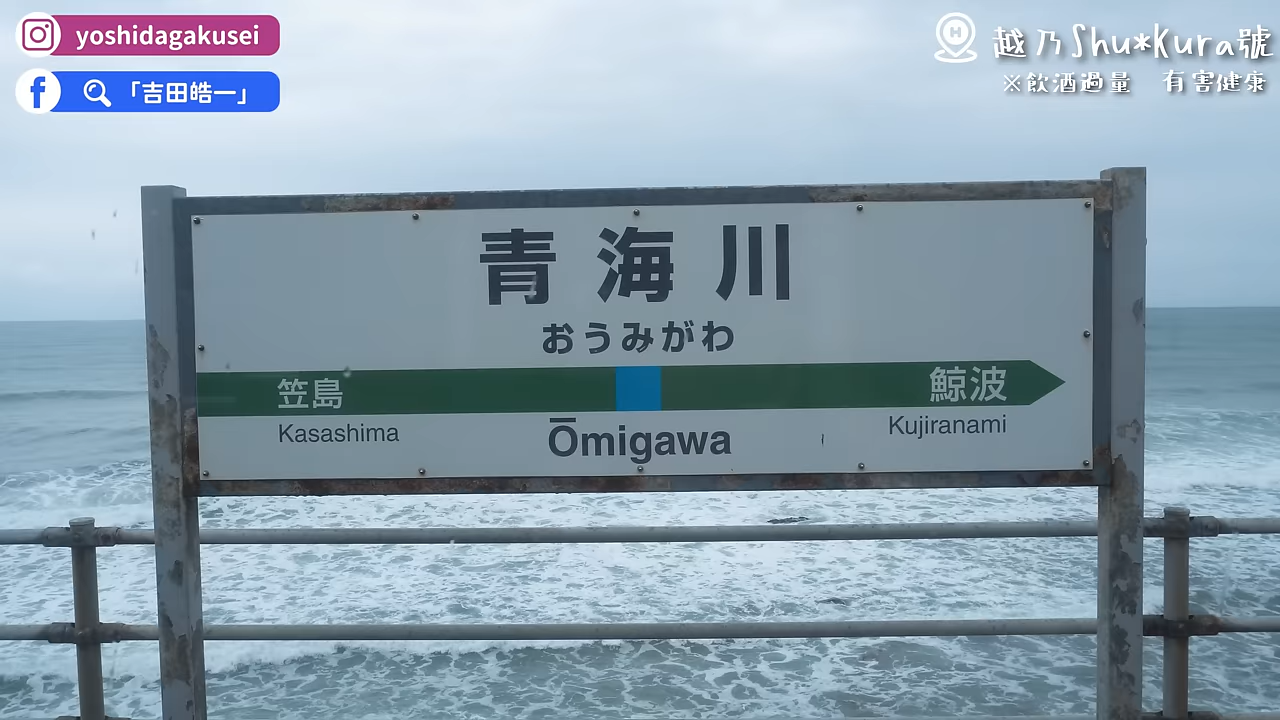 yoshidagakusei
「吉田皓一」
越乃Shu*Kura號
※飲酒過量 有害健康
青海川
おうみがわ
笠島
鯨波
Kasashima
Ōmigawa
Kujiranami